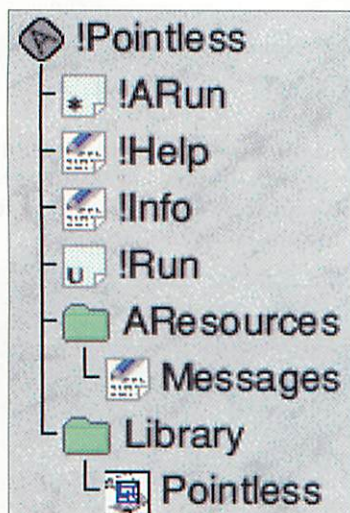 !Pointless
!ARun
!Help
!Info
!Run
AResources
Messages
Library
Pointless